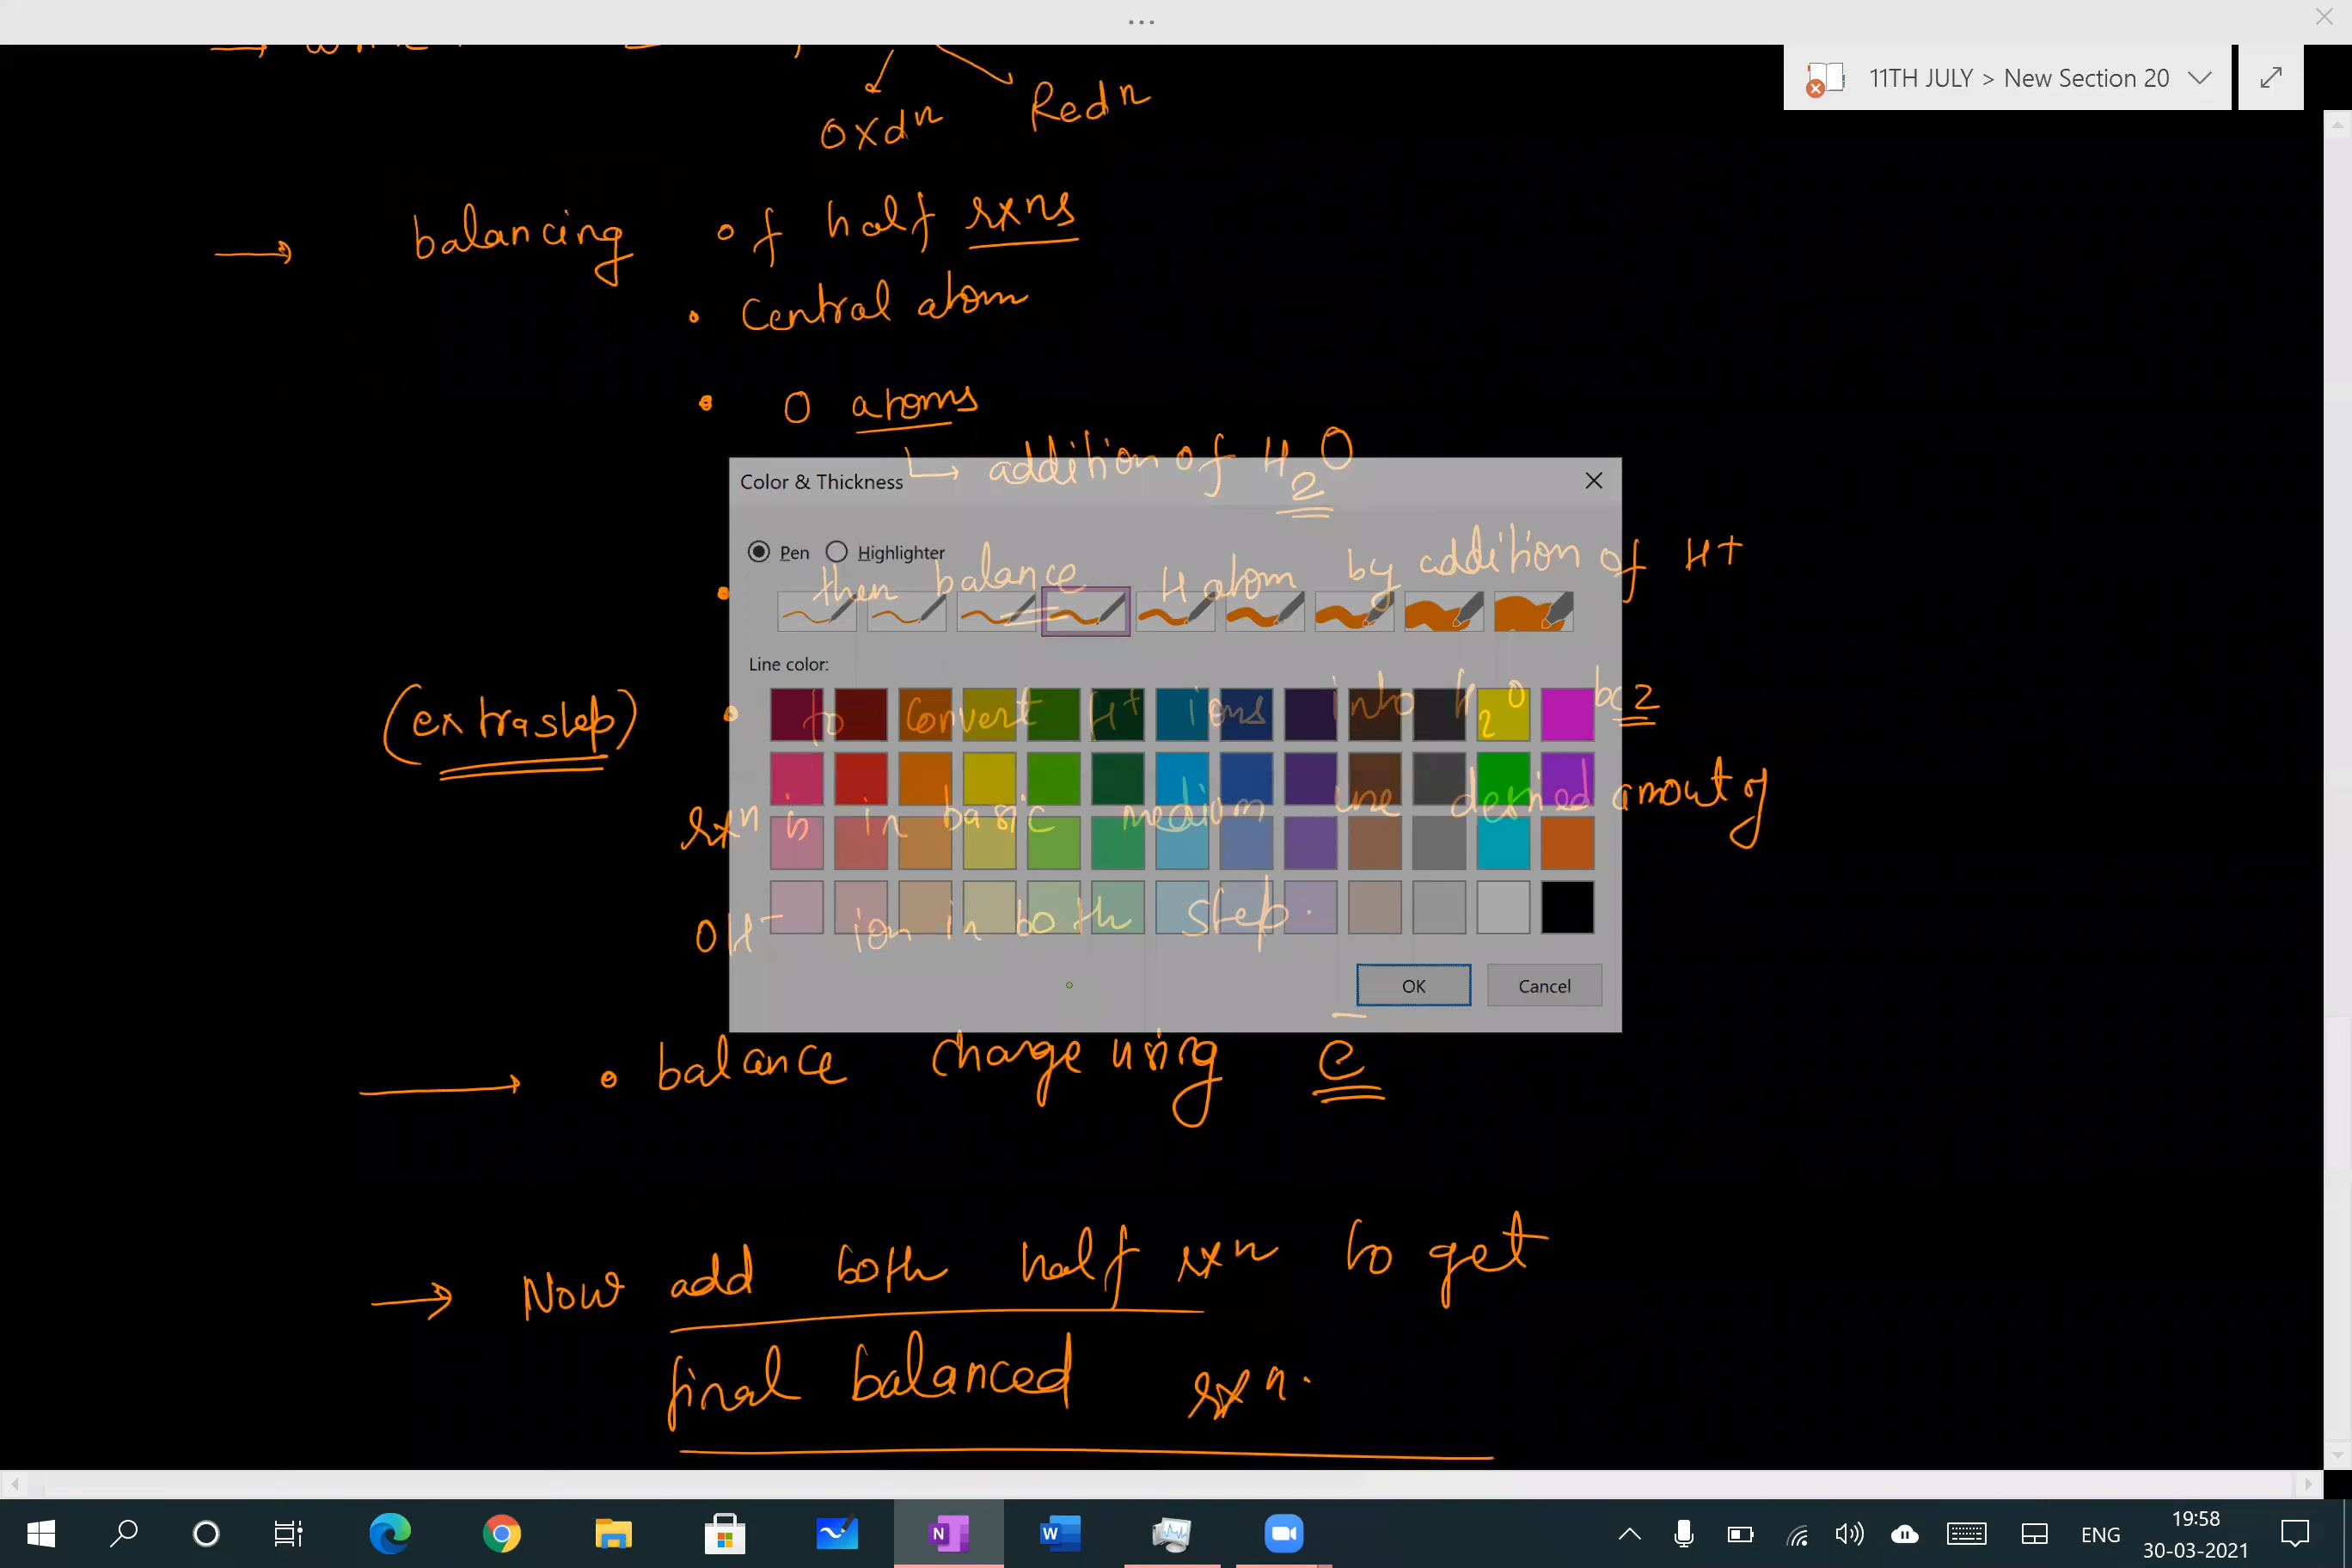 11TH JULY > New Section 20
Oxdⁿ Redⁿ
→ balancing of half rxns
• Central atom
• O atoms
↳ addition of H₂O
Color & Thickness
Pen Highlighter
• then balance H atom by addition of H+
Line color:
(extra step) • to convert H⁺ ions into H₂O bcz
rxⁿ is in basic medium use desired amount of
OH⁻ ion in both step.
OK Cancel
→ • balance charge using e⁻
→ Now add both half rxn to get
final balanced rxⁿ.
ENG
19:58
30-03-2021